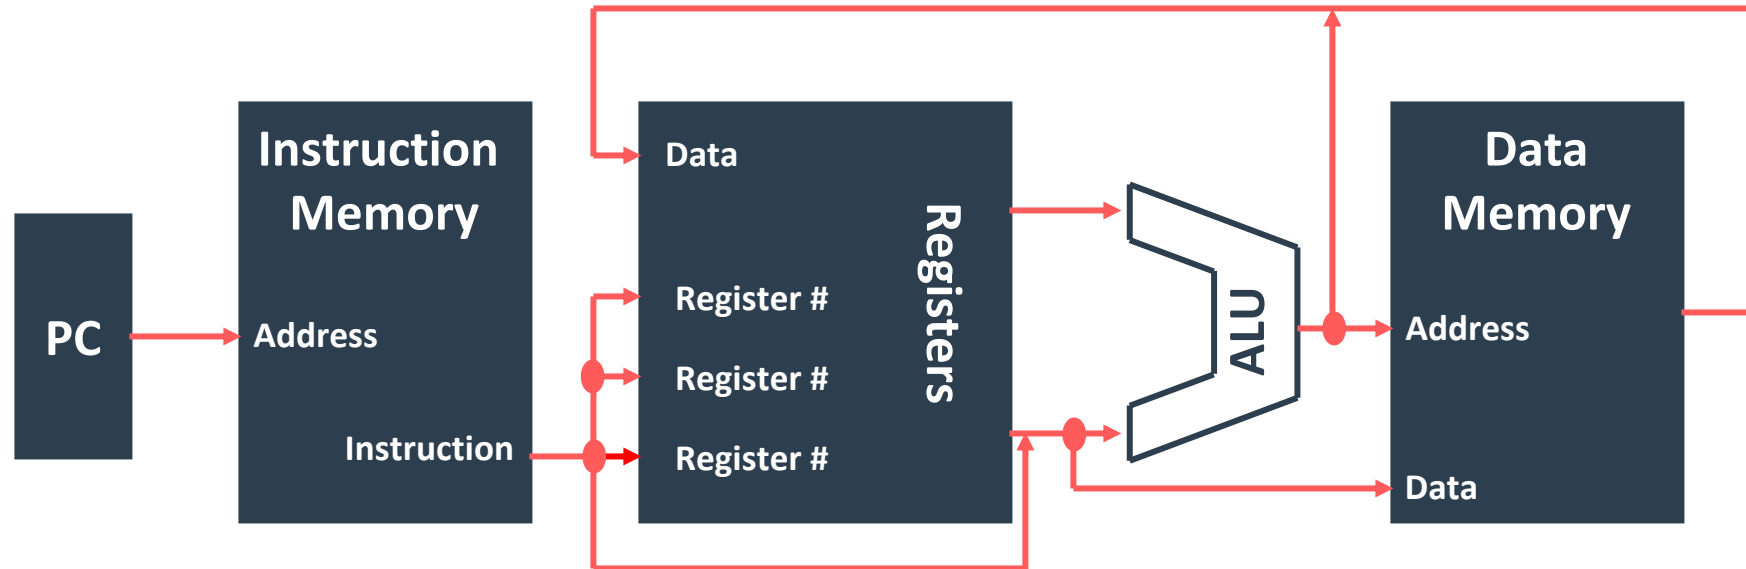 PC
Instruction
Memory
Address
Instruction
Data
Register #
Register #
Register #
Registers
ALU
Data
Memory
Address
Data